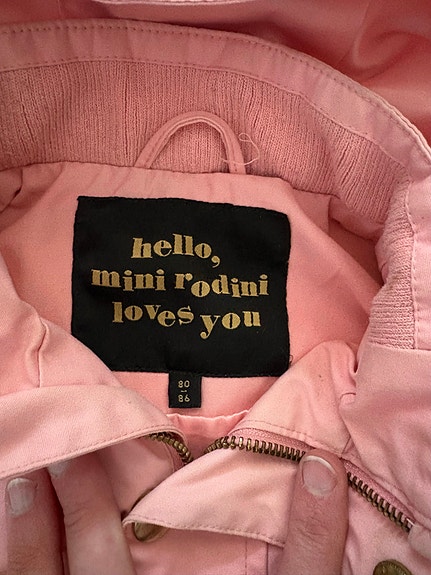 hello,
mini rodini
loves you
80
86